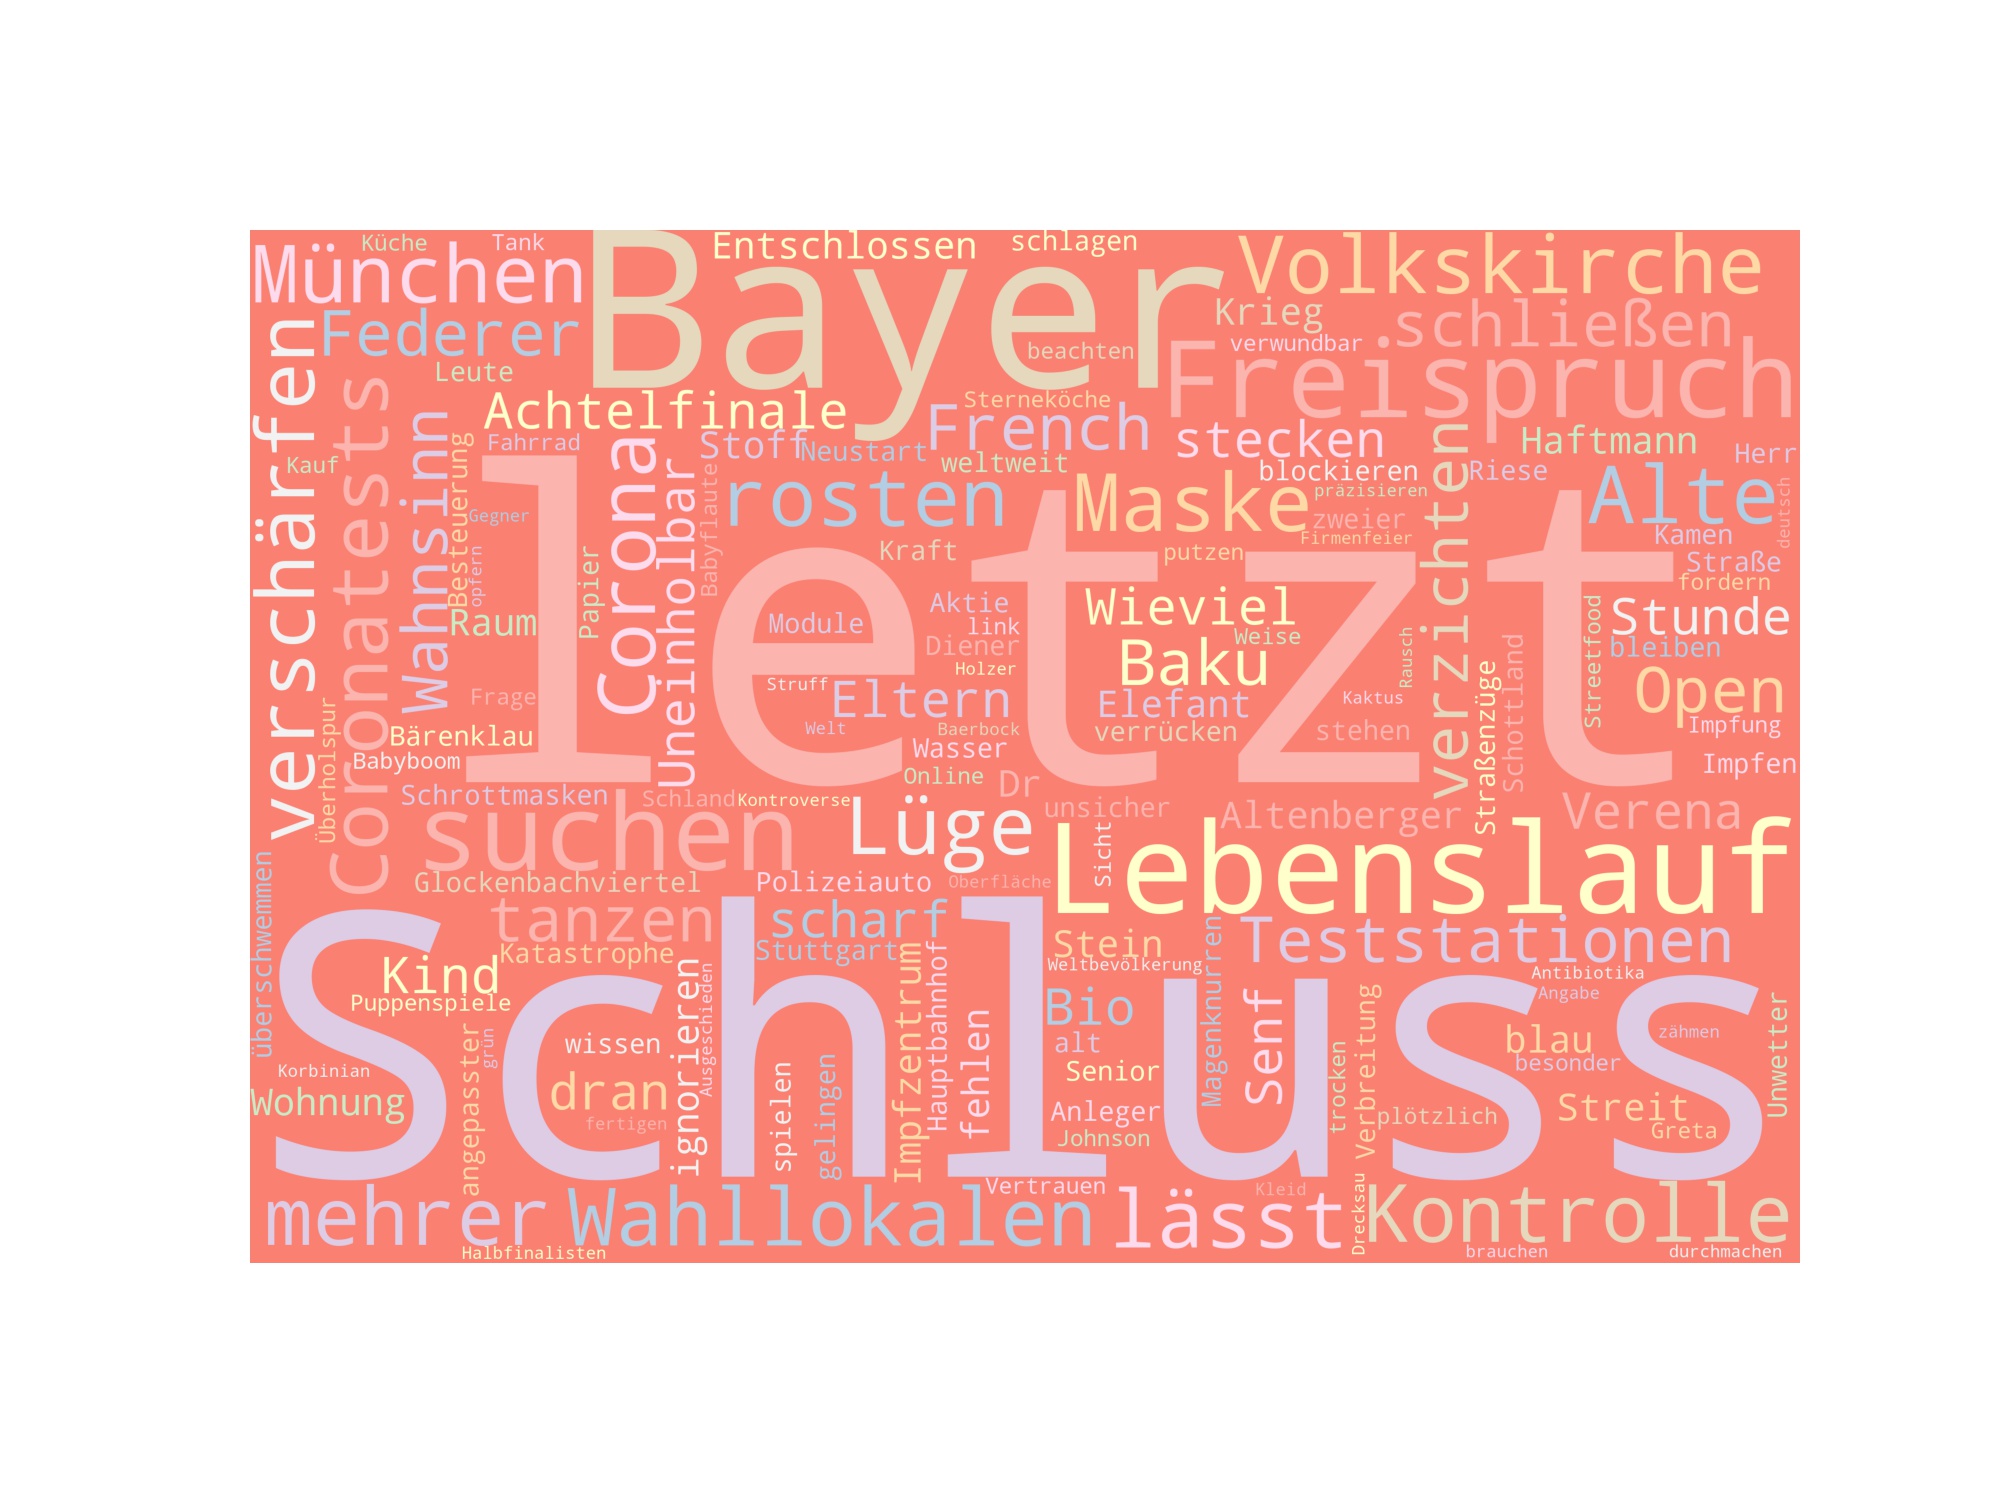 Küche
Tank
Entschlossen
schlagen
München
Bayer
Volkskirche
Federer
Krieg
schließen
verwundbar
beachten
Freispruch
Leute
verschärfen
Coronatests
Achtelfinale
Sterneköche
French
stecken
Haftmann
Wahnsinn
Fahrrad
Corona
Stoff
Neustart
weltweit
blockieren
Riese
Herr
Kauf
Besteuerung
Uneinholbar
Babyflaute
rosten
Maske
präzisieren
verzichten
Alte
deutsch
Gegner
letzt
zweier
Firmenfeier
Kamen
opfern
Papier
Kraft
putzen
Straße
fordern
Raum
Module
Aktie
link
Wieviel
Streetfood
Stunde
Diener
Weise
Rausch
bleiben
Holzer
Baku
Schottland
Straßenzüge
Struff
Eltern
Elefant
Kaktus
Open
Frage
Überholspur
Bärenklau
Welt
Baerbock
verrücken
stehen
Impfung
Wasser
Babyboom
Online
Impfen
Schrottmasken
Schland
Kontroverse
Dr
unsicher
Altenberger
Verena
suchen
Lüge
Sicht
Lebenslauf
überschwemmen
Glockenbachviertel
Polizeiauto
Oberfläche
tanzen
scharf
Stein
Magenknurren
Teststationen
Katastrophe
Stuttgart
Impfzentrum
Hauptbahnhof
Weltbevölkerung
Antibiotika
Kind
ignorieren
Ausgeschieden
Schluss
Senf
Verbreitung
Angabe
Unwetter
Puppenspiele
Bio
angepasster
grün
wissen
fehlen
alt
trocken
blau
zähmen
besonder
Korbinian
spielen
gelingen
Senior
dran
Wohnung
Anleger
plötzlich
Streit
fertigen
Johnson
Greta
Vertrauen
Kleid
Drecksau
mehrer
Wahllokalen
lässt
Kontrolle
Halbfinalisten
brauchen
durchmachen